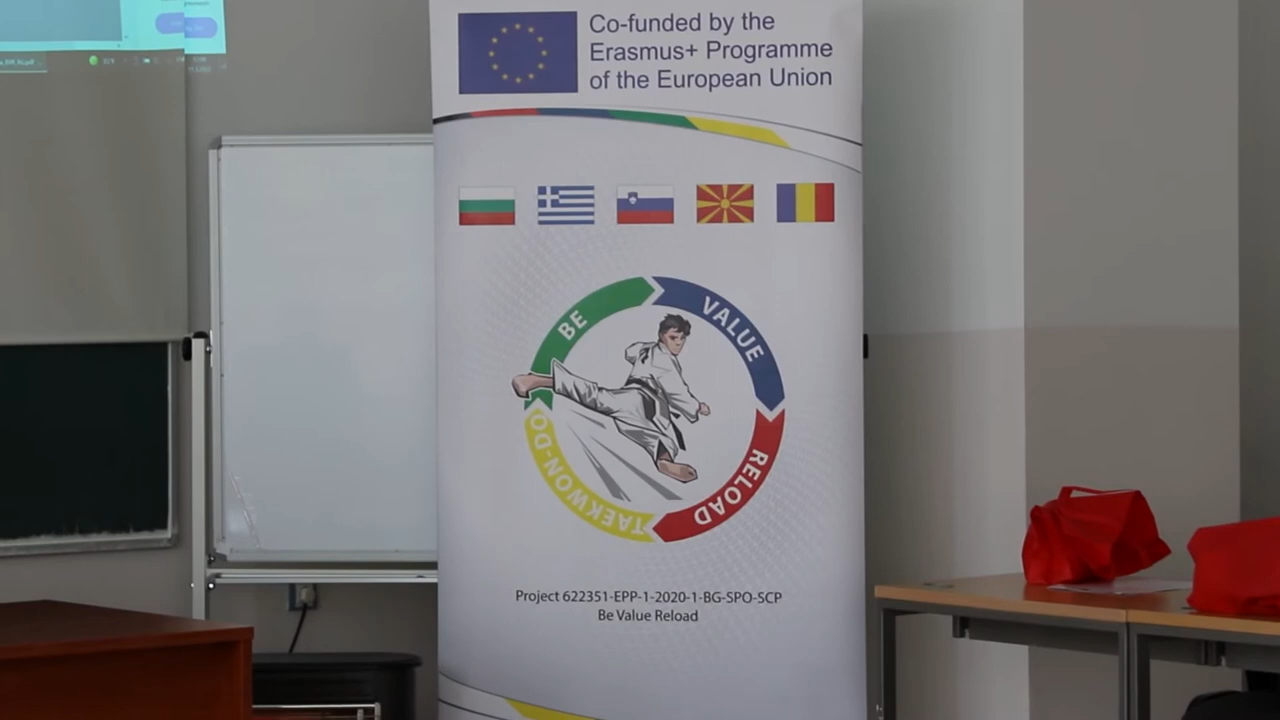 Co-funded by the
Erasmus+ Programme
of the European Union
BE
VALUE
RELOAD
TAEKWON-DO
Project 622351-EPP-1-2020-1-BG-SPO-SCP
Be Value Reload